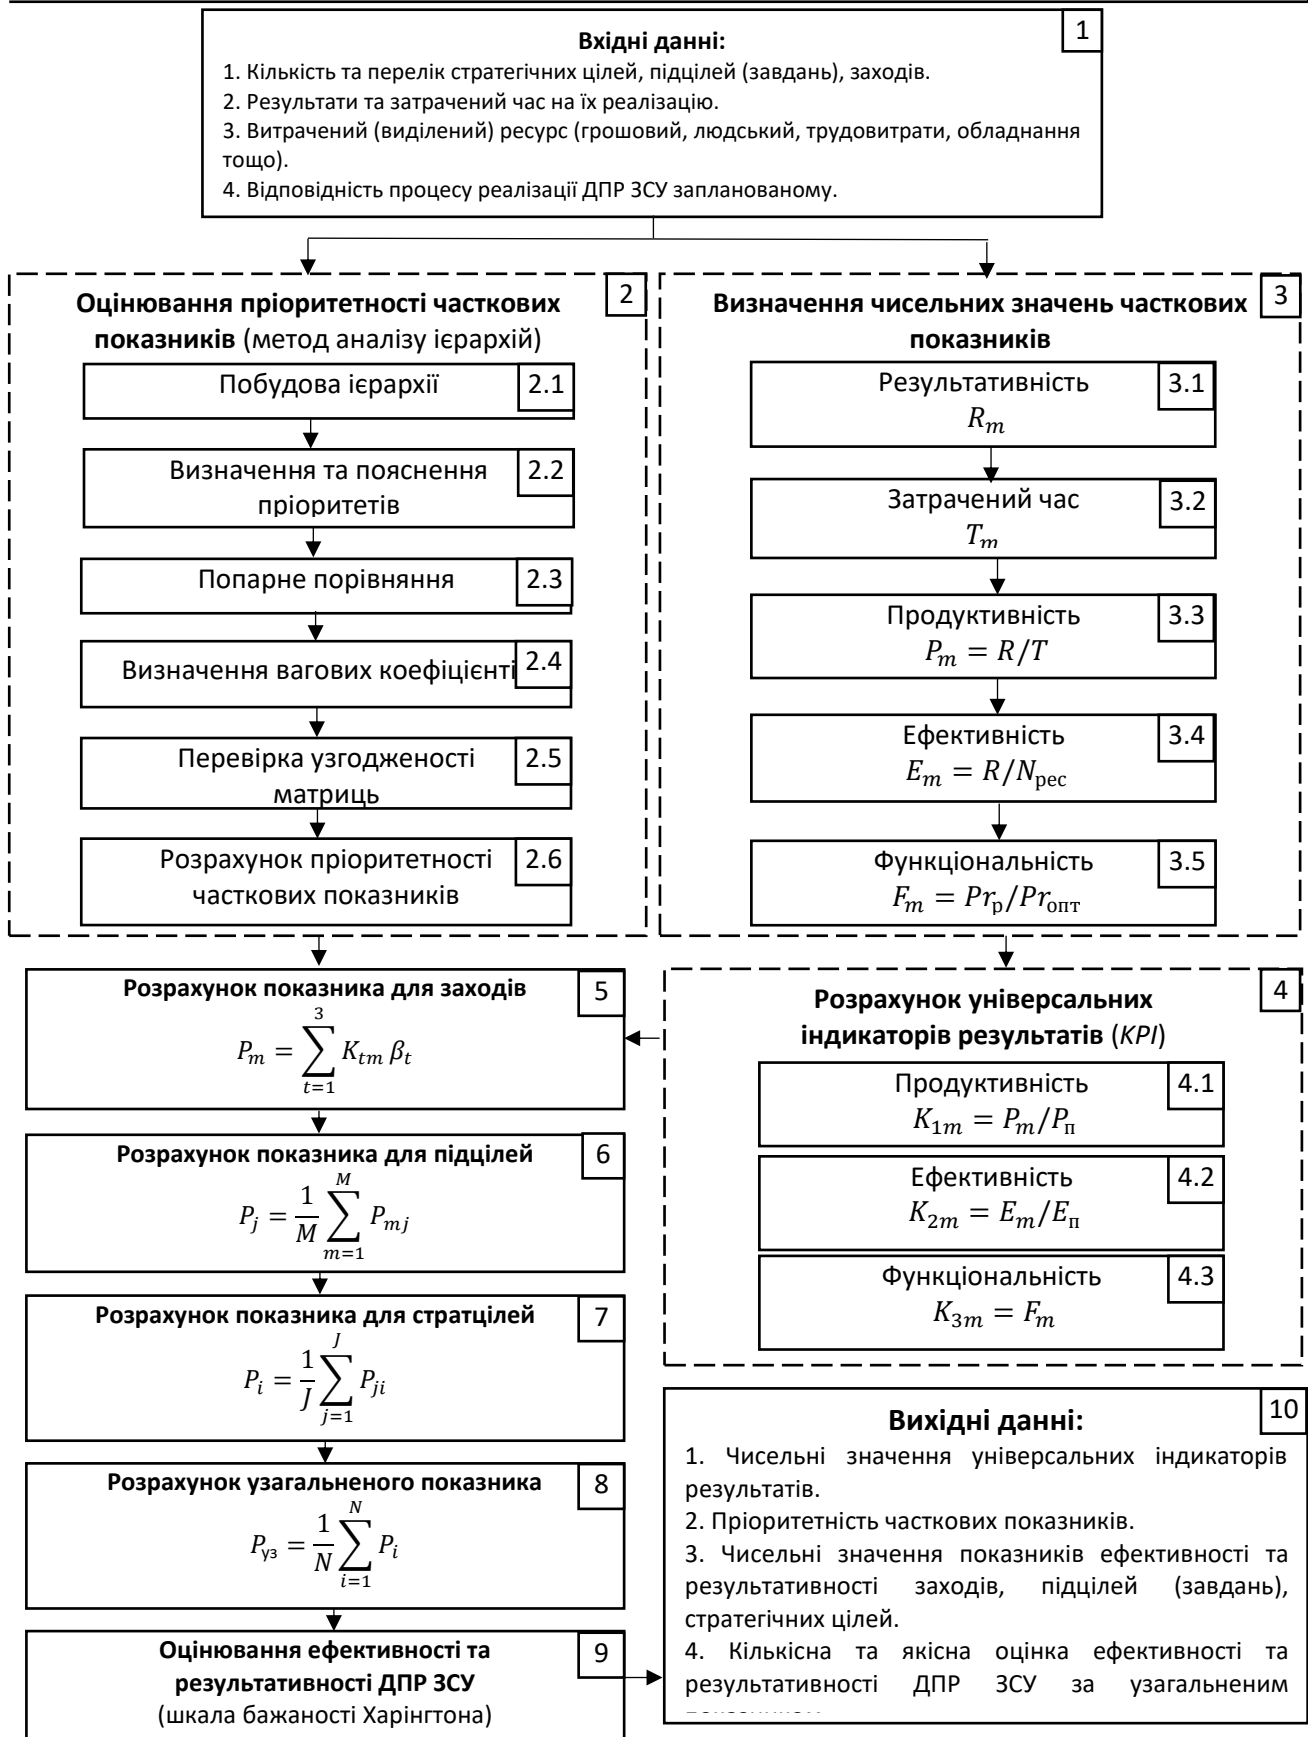 1
Вхідні данні:
1. Кількість та перелік стратегічних цілей, підцілей (завдань), заходів.
2. Результати та затрачений час на їх реалізацію.
3. Витрачений (виділений) ресурс (грошовий, людський, трудовитрати, обладнання
тощо).
4. Відповідність процесу реалізації ДПР ЗСУ запланованому.
2
Оцінювання пріоритетності часткових
показників (метод аналізу ієрархій)
Побудова ієрархії 2.1
Визначення та пояснення 2.2
пріоритетів
Попарне порівняння 2.3
Визначення вагових коефіцієнті 2.4
Перевірка узгодженості 2.5
матриць
Розрахунок пріоритетності 2.6
часткових показників
3
Визначення чисельних значень часткових
показників
Результативність 3.1
R_m
Затрачений час 3.2
T_m
Продуктивність 3.3
P_m = R/T
Ефективність 3.4
E_m = R/N_рес
Функціональність 3.5
F_m = Pr_р/Pr_опт
4
Розрахунок універсальних
індикаторів результатів (KPI)
Продуктивність 4.1
K_1m = P_m/P_п
Ефективність 4.2
K_2m = E_m/E_п
Функціональність 4.3
K_3m = F_m
Розрахунок показника для заходів 5
P_m = ∑_{t=1}^{3} K_tm β_t
Розрахунок показника для підцілей 6
P_j = 1/M ∑_{m=1}^{M} P_mj
Розрахунок показника для стратцілей 7
P_i = 1/J ∑_{j=1}^{J} P_ji
Розрахунок узагальненого показника 8
P_уз = 1/N ∑_{i=1}^{N} P_i
Оцінювання ефективності та 9
результативності ДПР ЗСУ
(шкала бажаності Харінгтона)
10
Вихідні данні:
1. Чисельні значення універсальних індикаторів
результатів.
2. Пріоритетність часткових показників.
3. Чисельні значення показників ефективності та
результативності заходів, підцілей (завдань),
стратегічних цілей.
4. Кількісна та якісна оцінка ефективності та
результативності ДПР ЗСУ за узагальненим